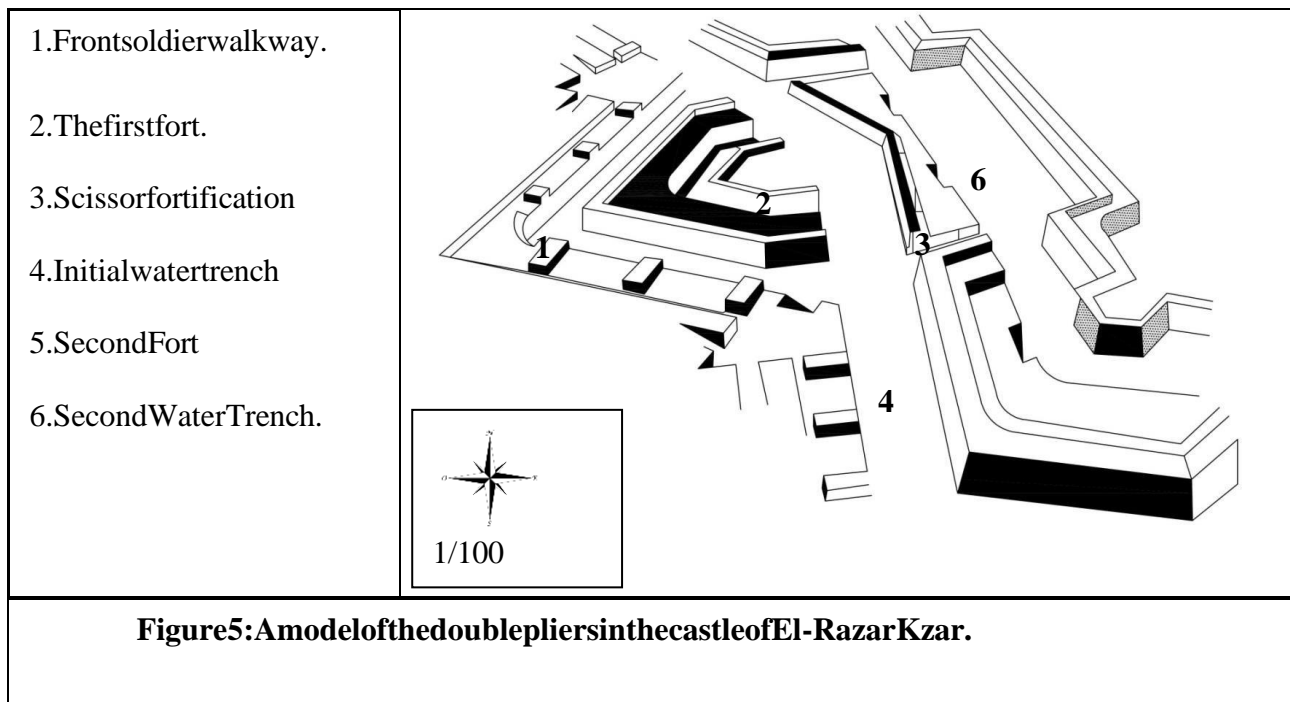 1.Frontsoldierwalkway.
2.Thefirstfort.
3.Scissorfortification
4.Initialwatertrench
5.SecondFort
6.SecondWaterTrench.
6
2
3
1
4
N
S
1/100
Figure5:AmodelofthedoublepliersinthecastleofEl-RazarKzar.